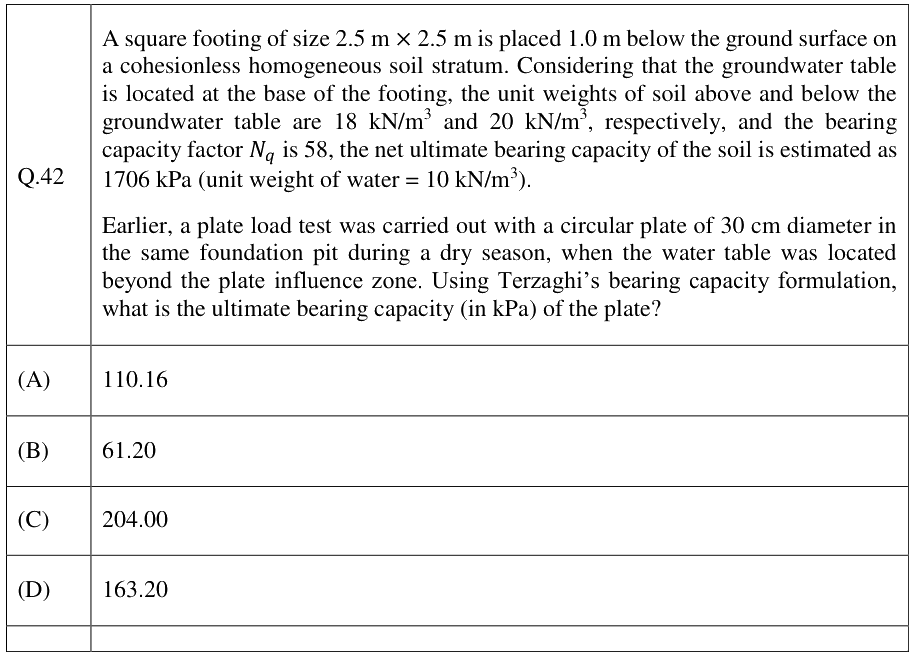 A square footing of size 2.5 m × 2.5 m is placed 1.0 m below the ground surface on
a cohesionless homogeneous soil stratum. Considering that the groundwater table
is located at the base of the footing, the unit weights of soil above and below the
groundwater table are 18 kN/m³ and 20 kN/m³, respectively, and the bearing
capacity factor N_q is 58, the net ultimate bearing capacity of the soil is estimated as
Q.42 1706 kPa (unit weight of water = 10 kN/m³).
Earlier, a plate load test was carried out with a circular plate of 30 cm diameter in
the same foundation pit during a dry season, when the water table was located
beyond the plate influence zone. Using Terzaghi’s bearing capacity formulation,
what is the ultimate bearing capacity (in kPa) of the plate?
(A) 110.16
(B) 61.20
(C) 204.00
(D) 163.20